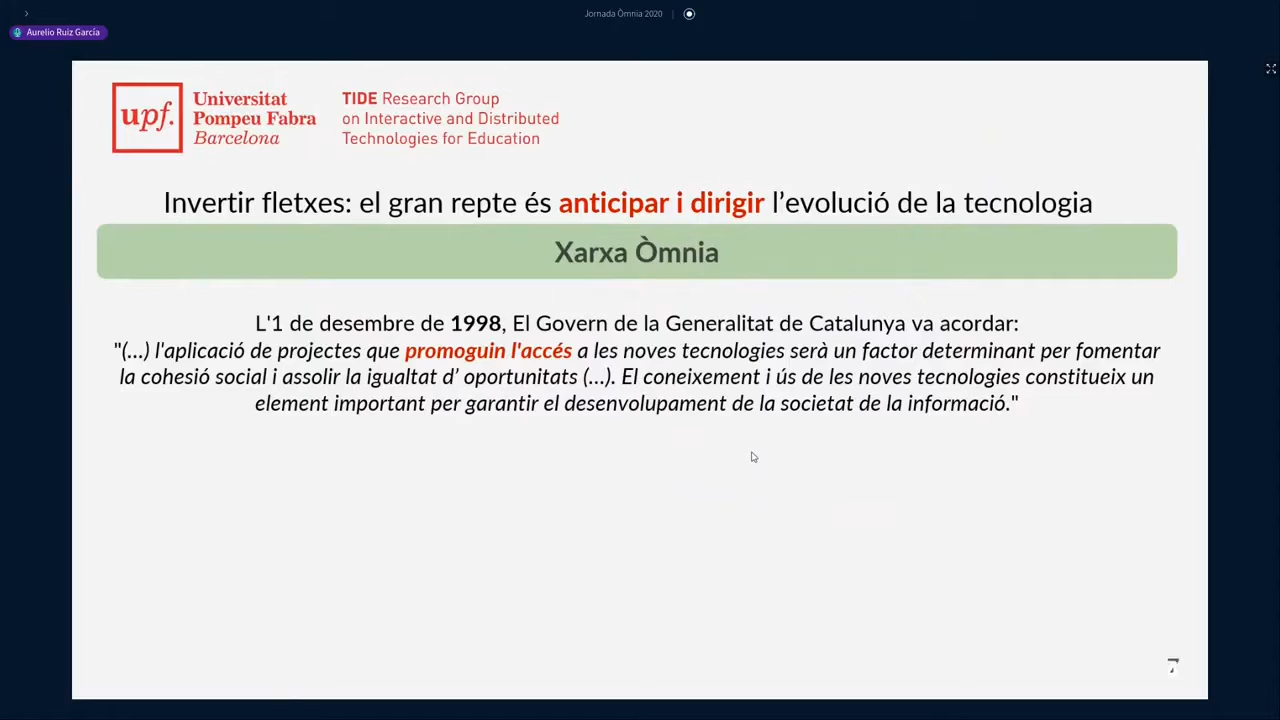 Jornada Òmnia 2020
Aurelio Ruiz García
upf.
Universitat
Pompeu Fabra
Barcelona
TIDE Research Group
on Interactive and Distributed
Technologies for Education
Invertir fletxes: el gran repte és anticipar i dirigir l’evolució de la tecnologia
Xarxa Òmnia
L'1 de desembre de 1998, El Govern de la Generalitat de Catalunya va acordar:
"(...) l'aplicació de projectes que promoguin l'accés a les noves tecnologies serà un factor determinant per fomentar
la cohesió social i assolir la igualtat d’ oportunitats (...). El coneixement i ús de les noves tecnologies constitueix un
element important per garantir el desenvolupament de la societat de la informació."
7